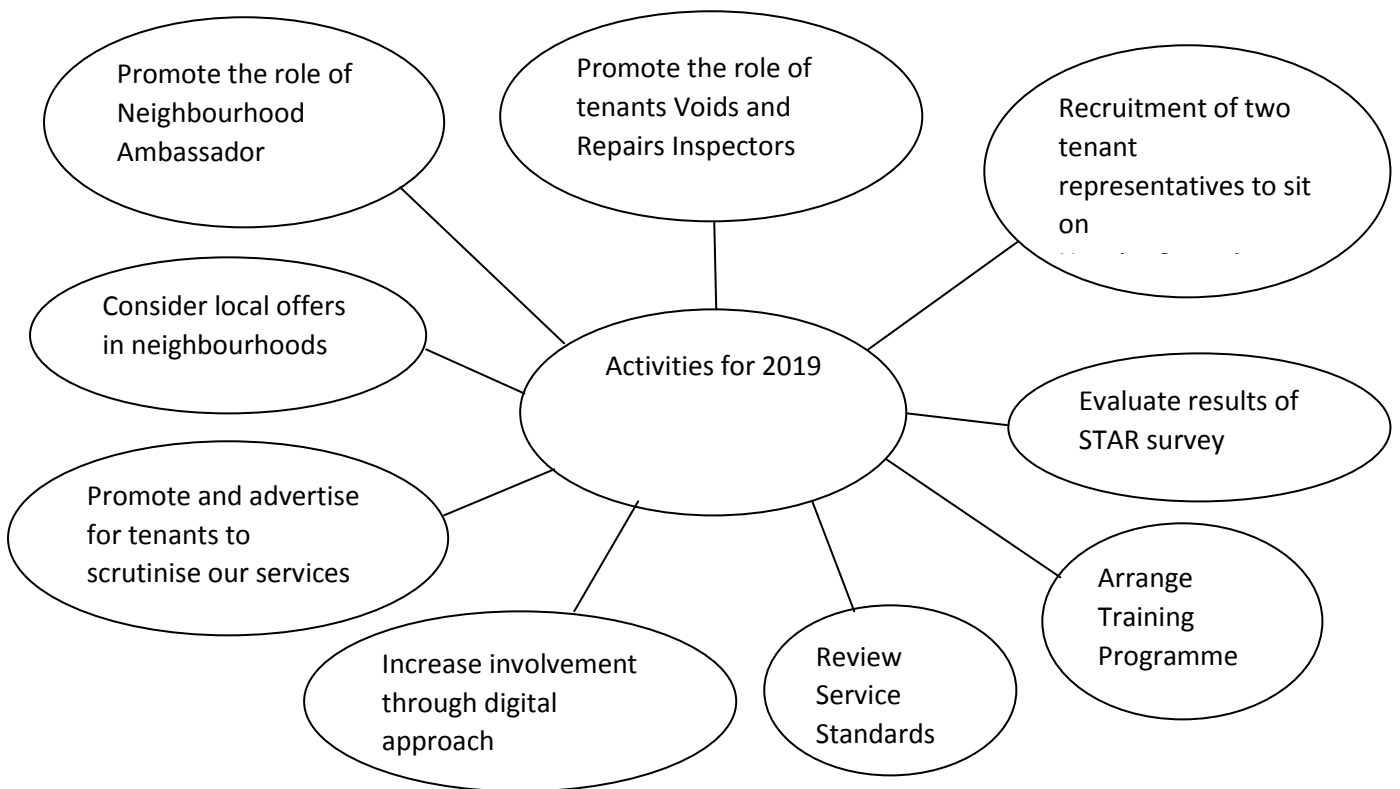 Promote the role of
Neighbourhood
Ambassador
Promote the role of
tenants Voids and
Repairs Inspectors
Recruitment of two
tenant
representatives to sit
on
Consider local offers
in neighbourhoods
Activities for 2019
Evaluate results of
STAR survey
Promote and advertise
for tenants to
scrutinise our services
Arrange
Training
Programme
Increase involvement
through digital
approach
Review
Service
Standards